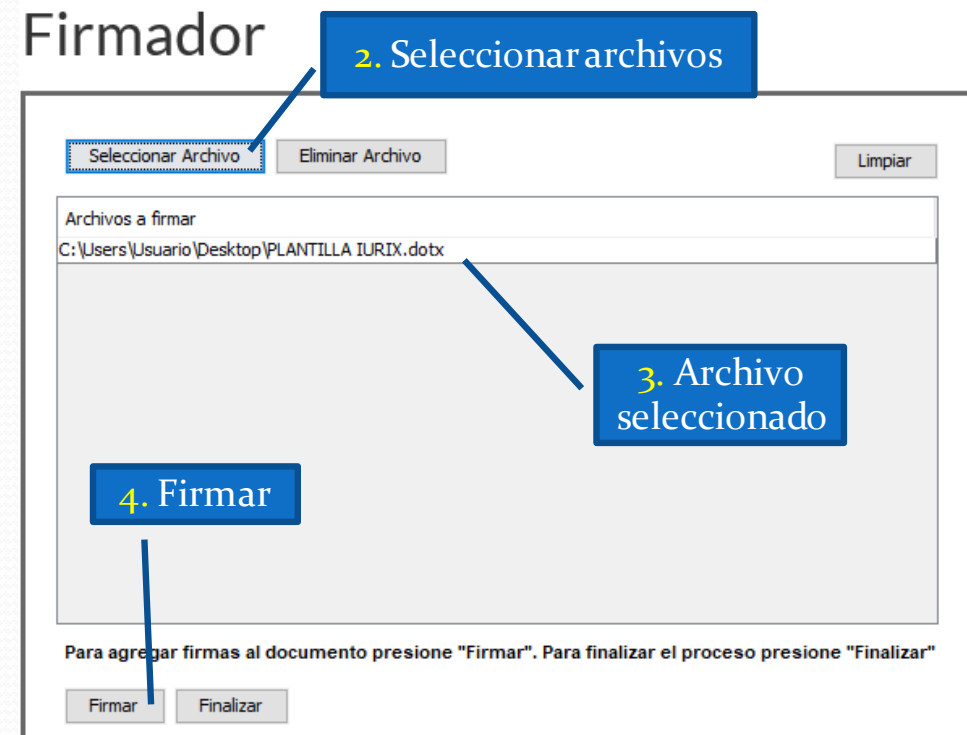 Firmador
2. Seleccionar archivos
Seleccionar Archivo
Eliminar Archivo
Limpiar
Archivos a firmar
C:\Users\Usuario\Desktop\PLANTILLA IURIX.dotx
3. Archivo
seleccionado
4. Firmar
Para agregar firmas al documento presione "Firmar". Para finalizar el proceso presione "Finalizar"
Firmar
Finalizar